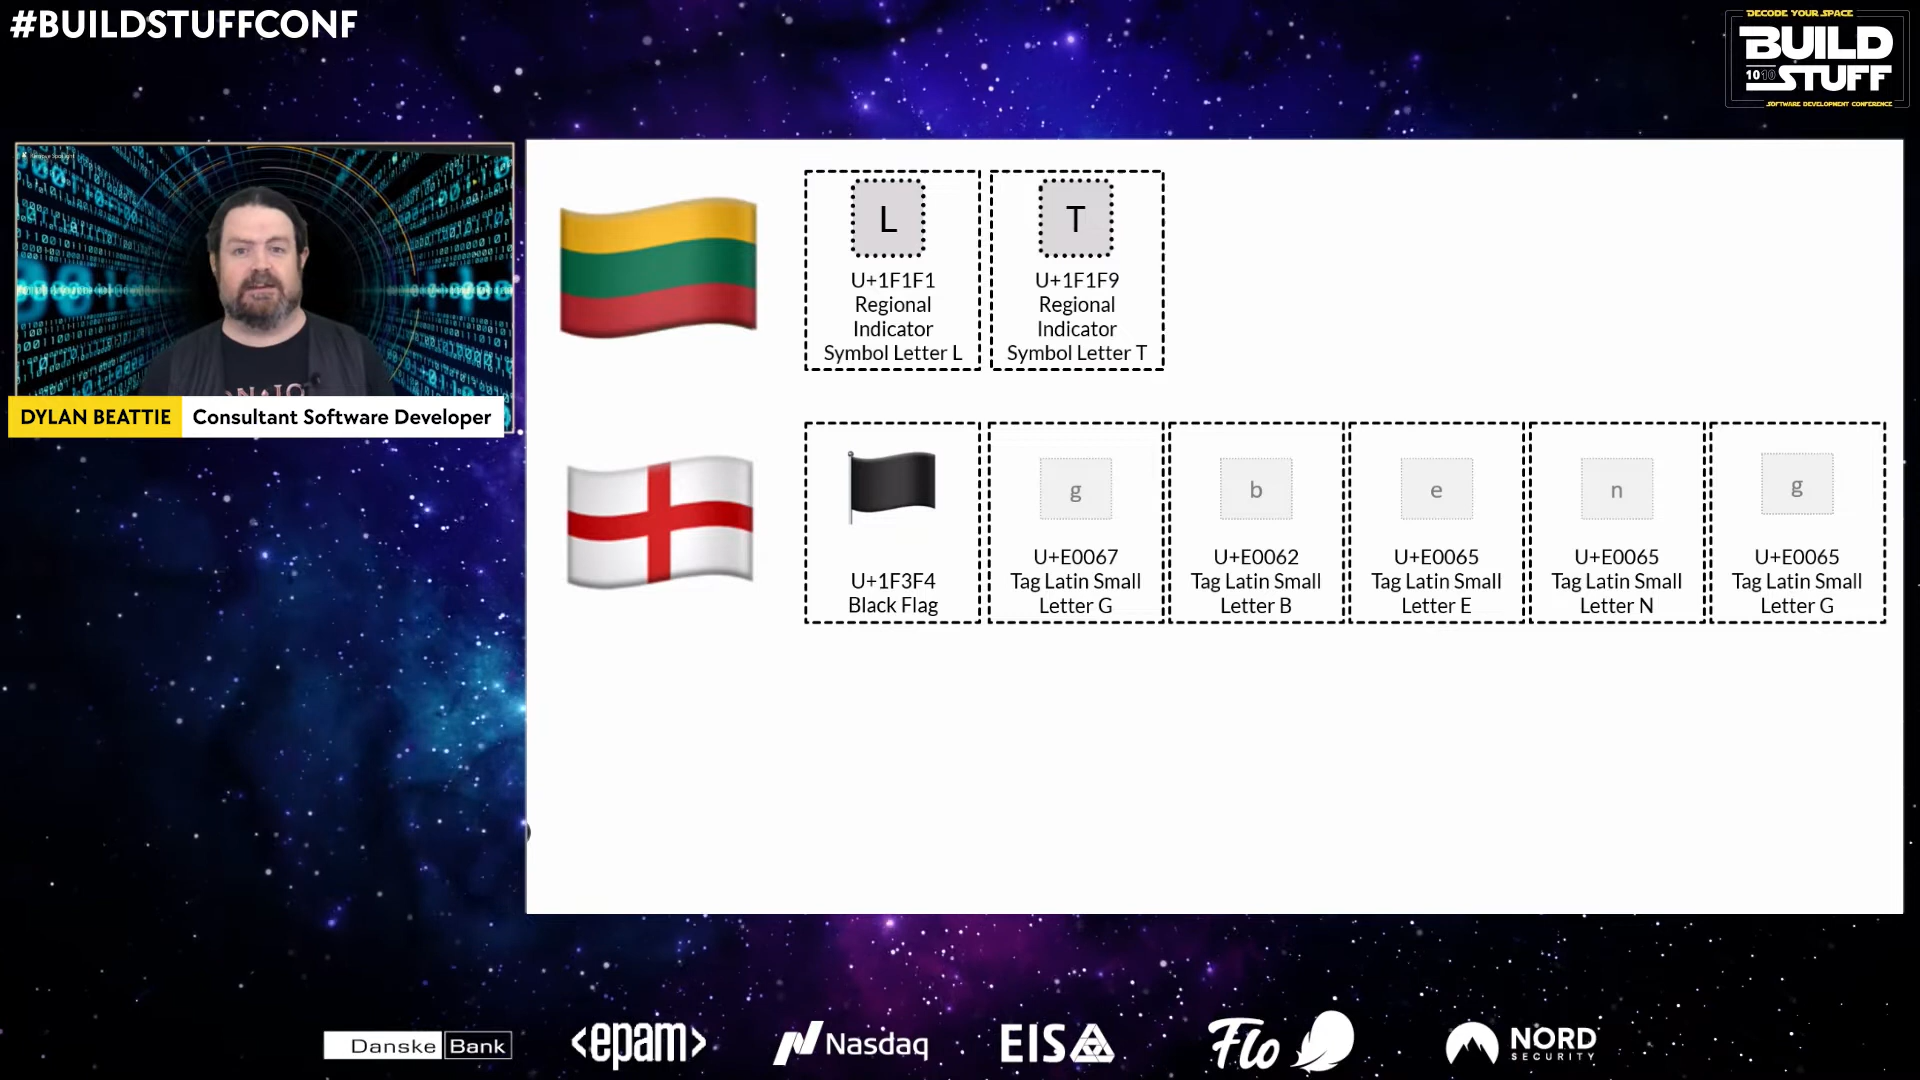 #BUILDSTUFFCONF
DECODE YOUR SPACE
BUILD
1010 STUFF
SOFTWARE DEVELOPMENT CONFERENCE
DYLAN BEATTIE Consultant Software Developer
L
U+1F1F1
Regional
Indicator
Symbol Letter L
T
U+1F1F9
Regional
Indicator
Symbol Letter T
U+1F3F4
Black Flag
g
U+E0067
Tag Latin Small
Letter G
b
U+E0062
Tag Latin Small
Letter B
e
U+E0065
Tag Latin Small
Letter E
n
U+E0065
Tag Latin Small
Letter N
g
U+E0065
Tag Latin Small
Letter G
Danske Bank
<epam>
Nasdaq
EIS
Flo
NORD
SECURITY